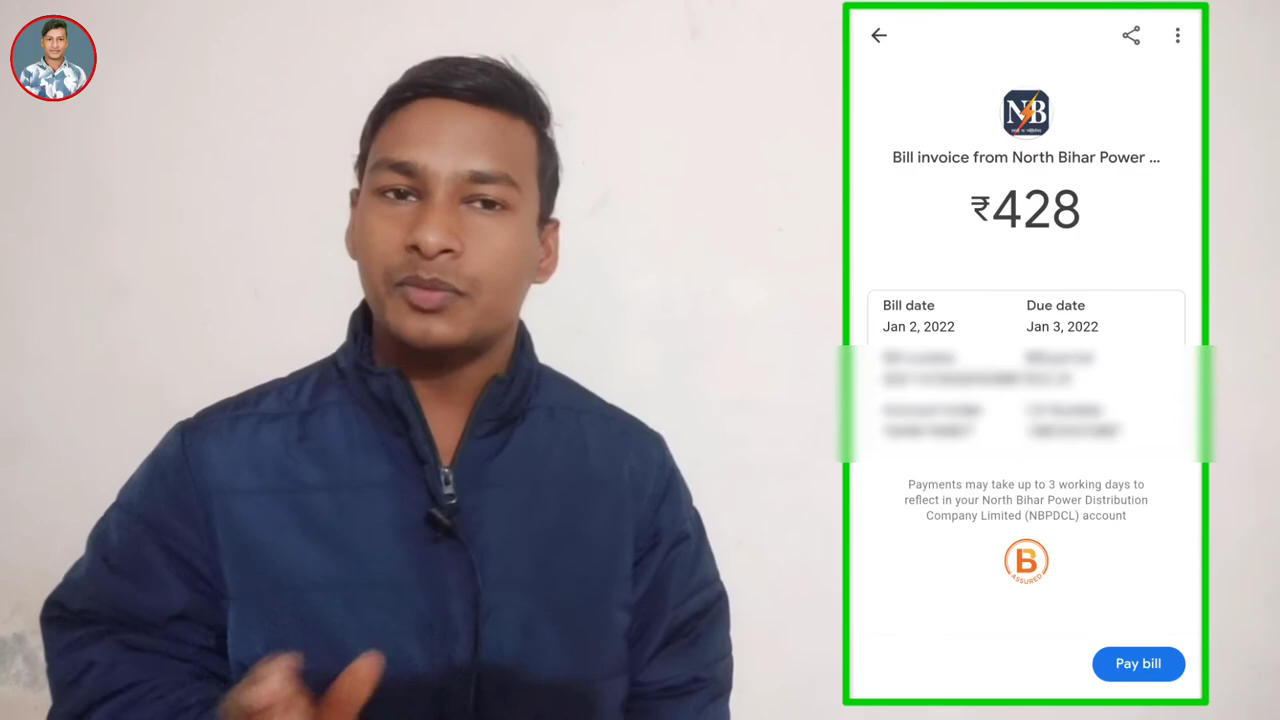 NB
Bill invoice from North Bihar Power ...
₹428
Bill date
Due date
Jan 2, 2022
Jan 3, 2022
Payments may take up to 3 working days to
reflect in your North Bihar Power Distribution
Company Limited (NBPDCL) account
B
ASSURED
Pay bill